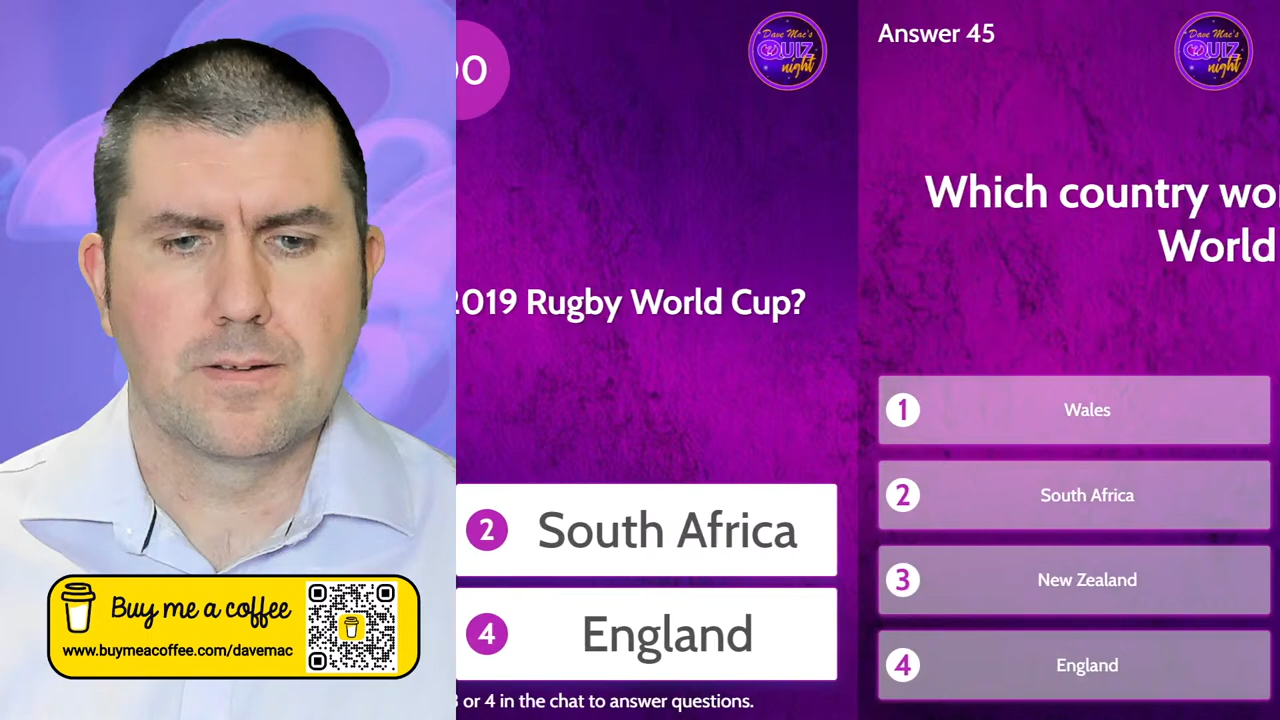 00
Dave Mac's
QUIZ
night
2019 Rugby World Cup?
2 South Africa
4 England
or 4 in the chat to answer questions.
Answer 45
Dave Mac's
QUIZ
night
Which country wo
World
1 Wales
2 South Africa
3 New Zealand
4 England
Buy me a coffee
www.buymeacoffee.com/davemac